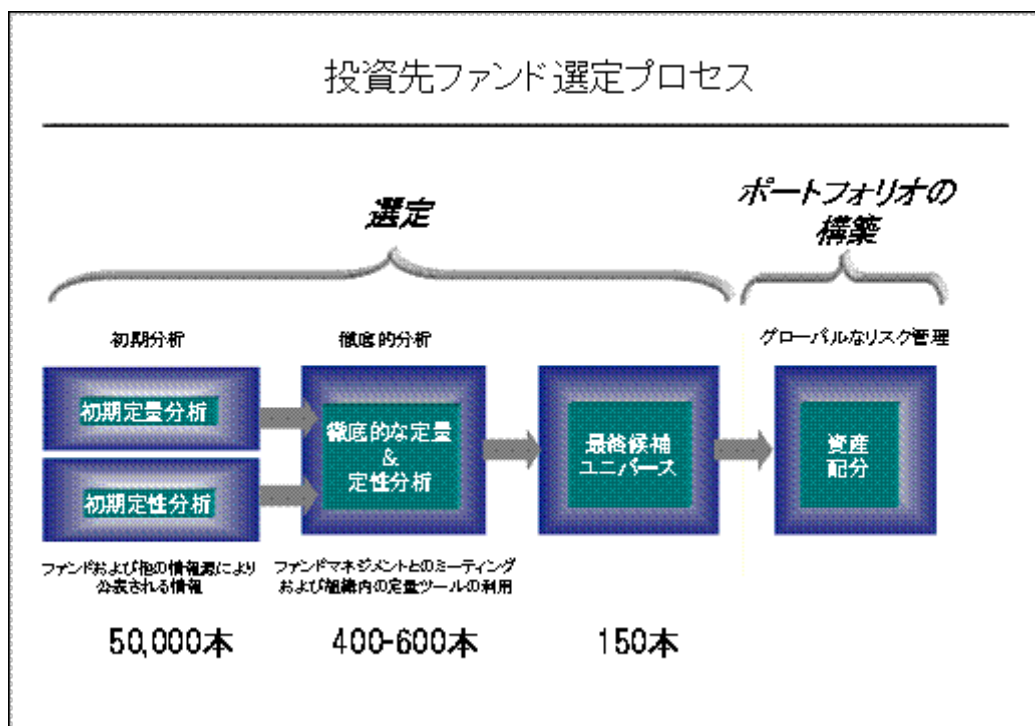 投資先ファンド選定プロセス
選定
ポートフォリオの
構築
初期分析
徹底的分析
グローバルなリスク管理
初期定量分析
初期定性分析
徹底的な定量
&
定性分析
最終候補
ユニバース
資産
配分
ファンドおよび他の情報源により
公表される情報
ファンドマネジメントとのミーティング
および組織内の定量ツールの利用
50,000本
400-600本
150本